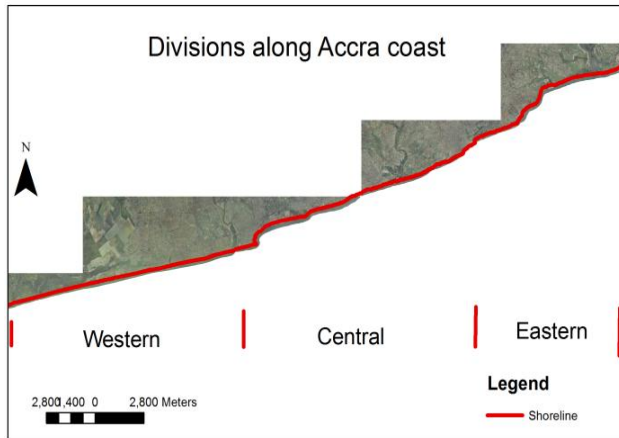 Divisions along Accra coast
N
Western
Central
Eastern
Legend
Shoreline
2,800 1,400 0 2,800 Meters